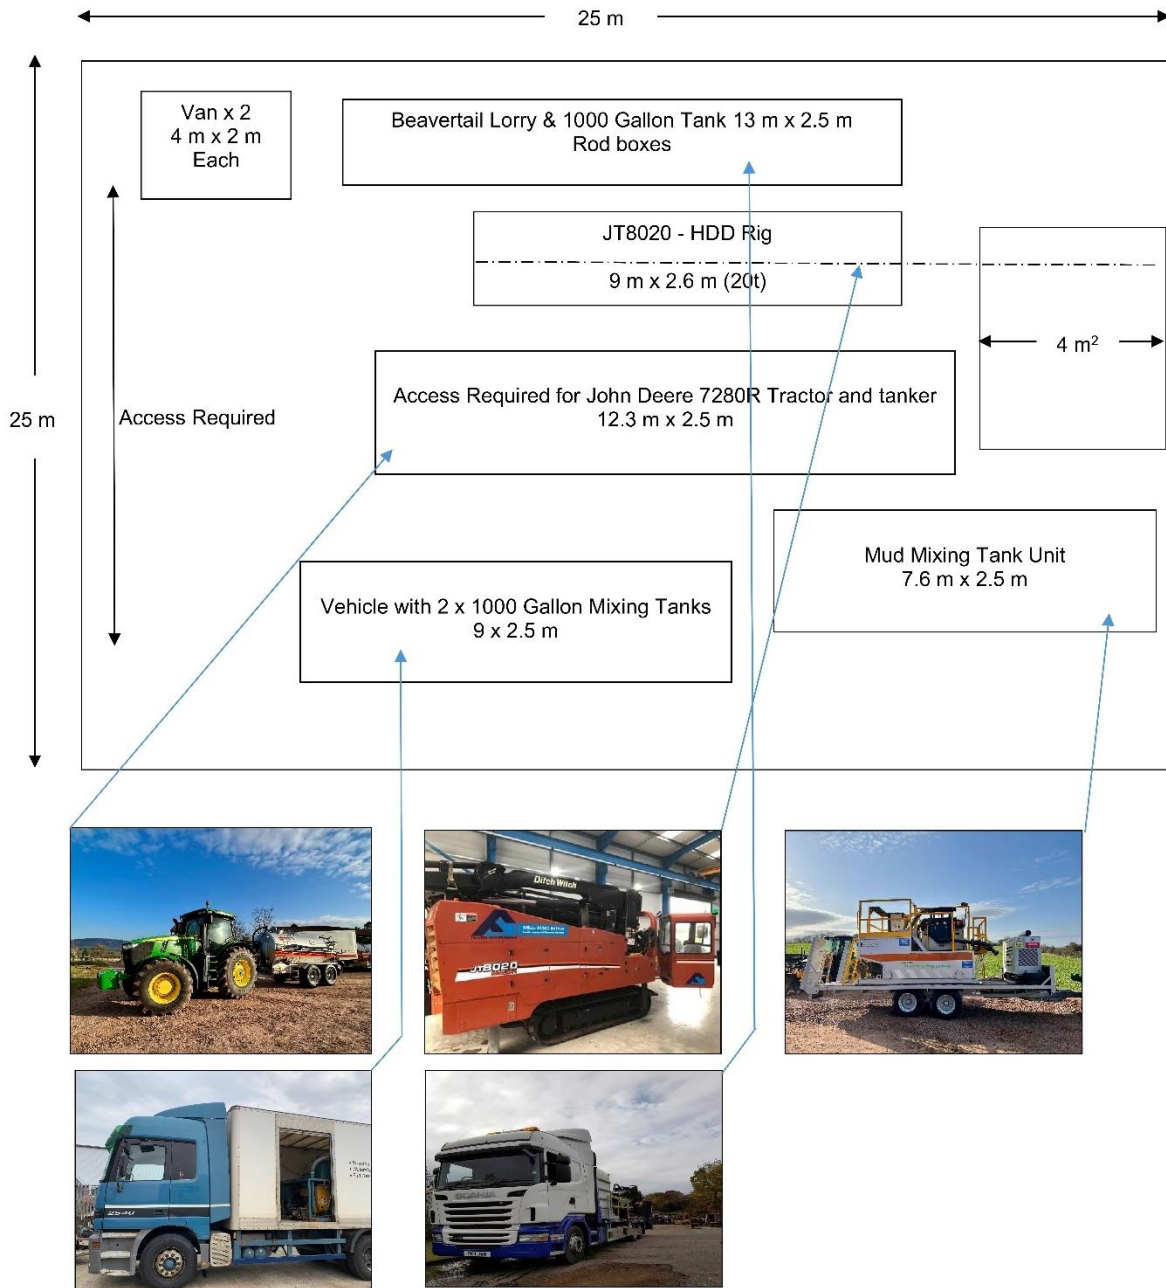 25 m
Van x 2
4 m x 2 m
Each
Beavertail Lorry & 1000 Gallon Tank 13 m x 2.5 m
Rod boxes
JT8020 - HDD Rig
9 m x 2.6 m (20t)
4 m²
Access Required for John Deere 7280R Tractor and tanker
12.3 m x 2.5 m
25 m
Access Required
Mud Mixing Tank Unit
7.6 m x 2.5 m
Vehicle with 2 x 1000 Gallon Mixing Tanks
9 x 2.5 m
Ditch Witch
JT8020
2540
SCANIA